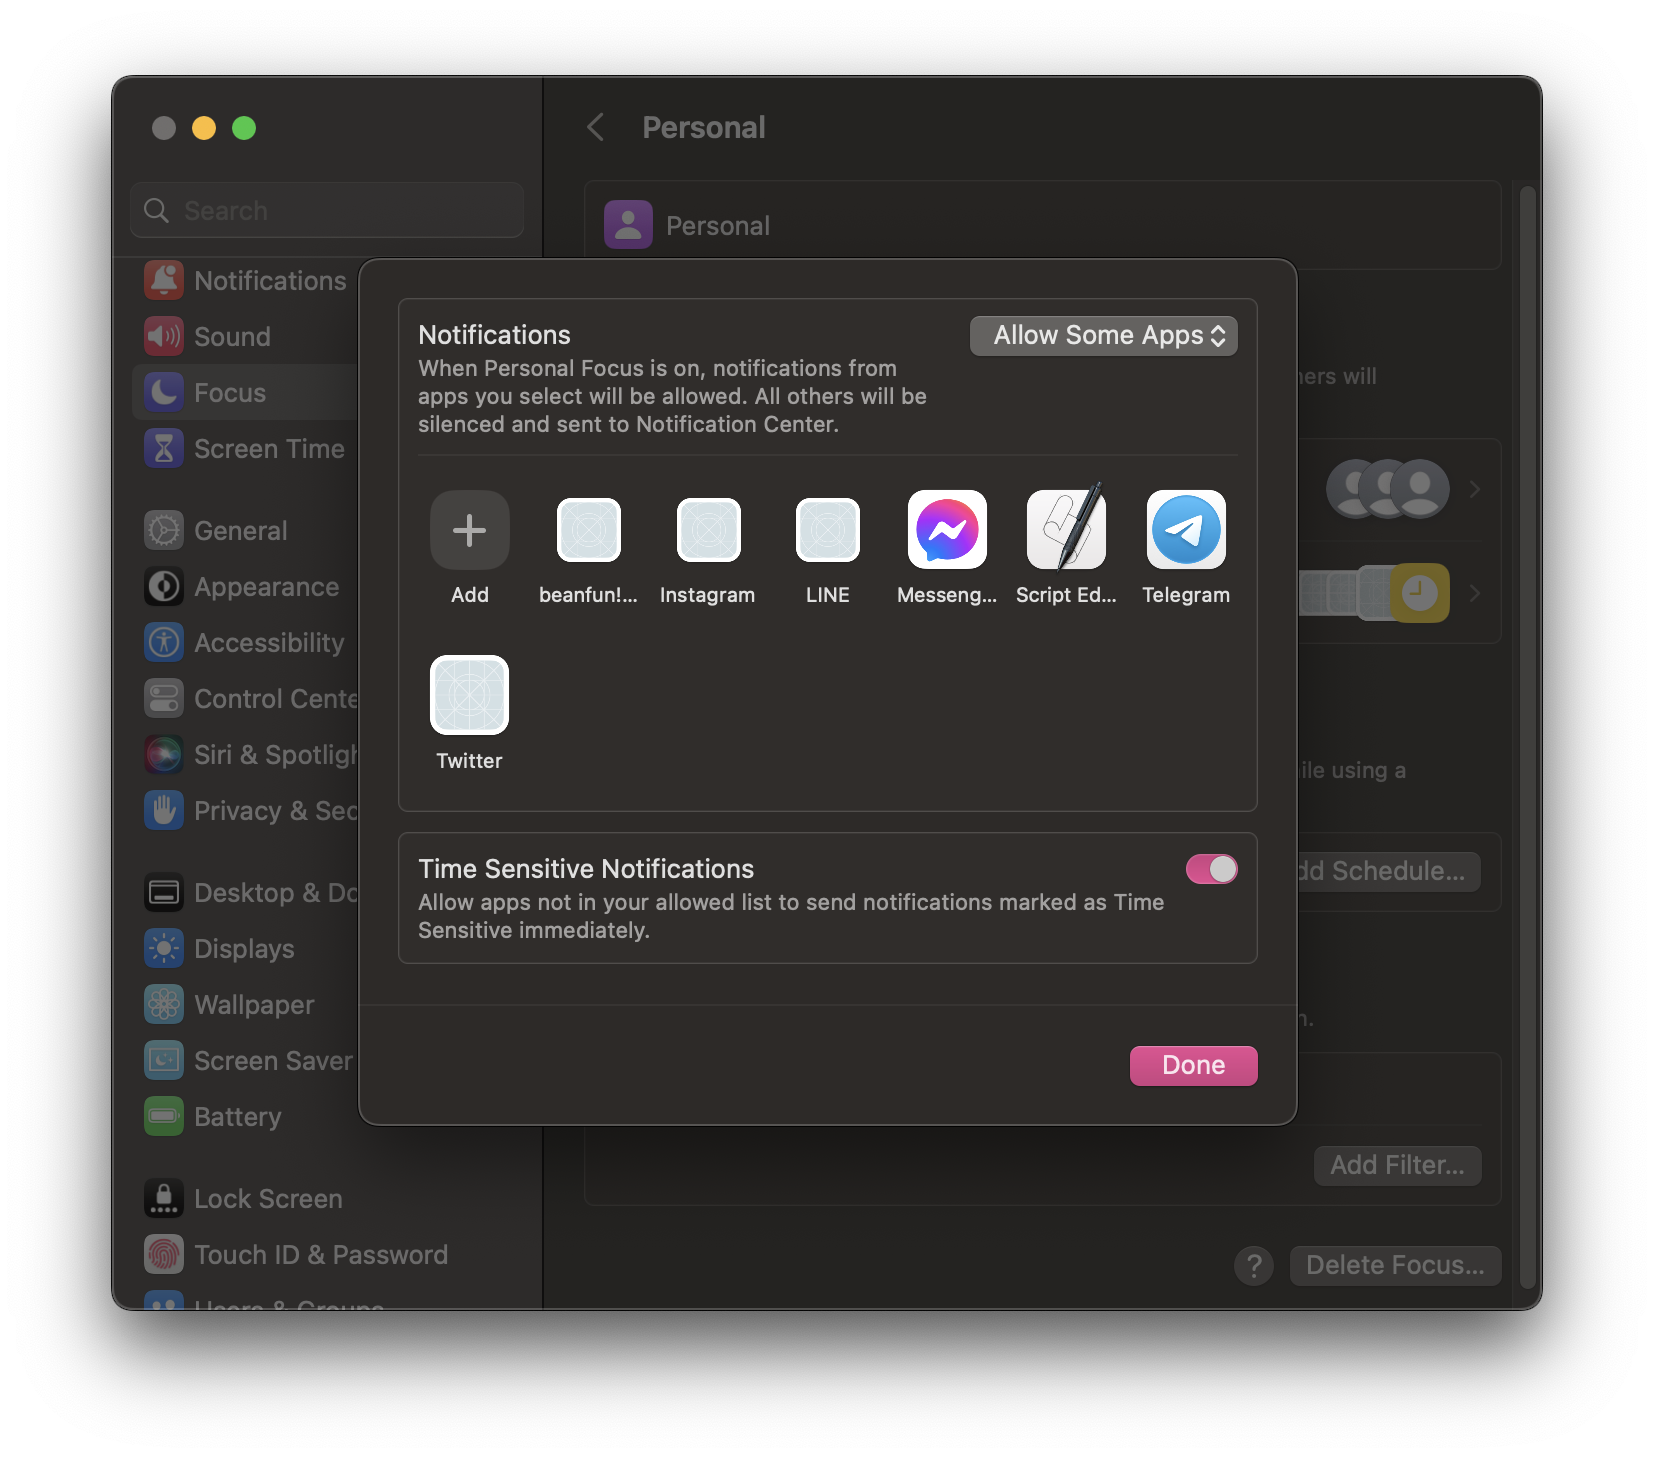 Personal
Search
Personal
Notifications
Sound
Focus
Screen Time
General
Appearance
Accessibility
Control Cente
Siri & Spotligh
Privacy & Sec
Desktop & Do
Displays
Wallpaper
Screen Saver
Battery
Lock Screen
Touch ID & Password
Users & Groups
Notifications
Allow Some Apps
When Personal Focus is on, notifications from
apps you select will be allowed. All others will be
silenced and sent to Notification Center.
Add
beanfun!...
Instagram
LINE
Messeng...
Script Ed...
Telegram
Twitter
Time Sensitive Notifications
Allow apps not in your allowed list to send notifications marked as Time
Sensitive immediately.
Done
hers will
ile using a
dd Schedule...
n.
Add Filter...
?
Delete Focus...